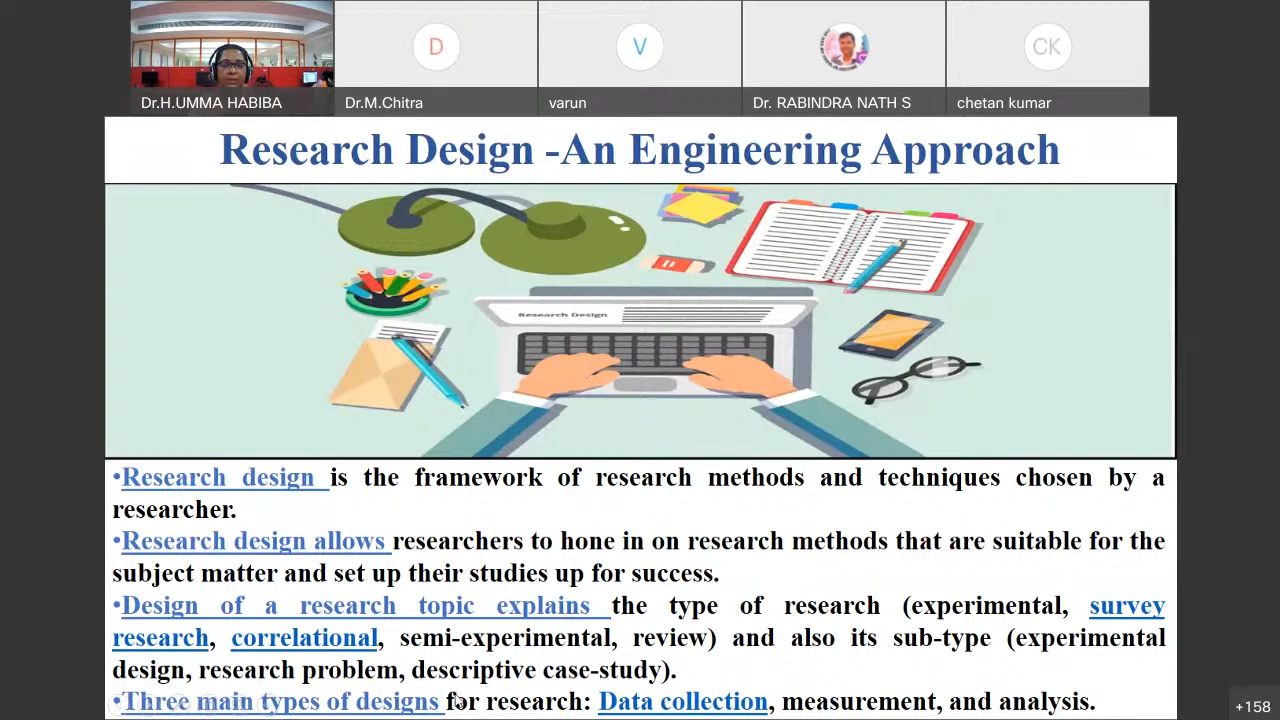 D
V
CK
Dr.H.UMMA HABIBA
Dr.M.Chitra
varun
Dr. RABINDRA NATH S
chetan kumar
Research Design -An Engineering Approach
Research Design
•Research design is the framework of research methods and techniques chosen by a
researcher.
•Research design allows researchers to hone in on research methods that are suitable for the
subject matter and set up their studies up for success.
•Design of a research topic explains the type of research (experimental, survey
research, correlational, semi-experimental, review) and also its sub-type (experimental
design, research problem, descriptive case-study).
•Three main types of designs for research: Data collection, measurement, and analysis.
+158